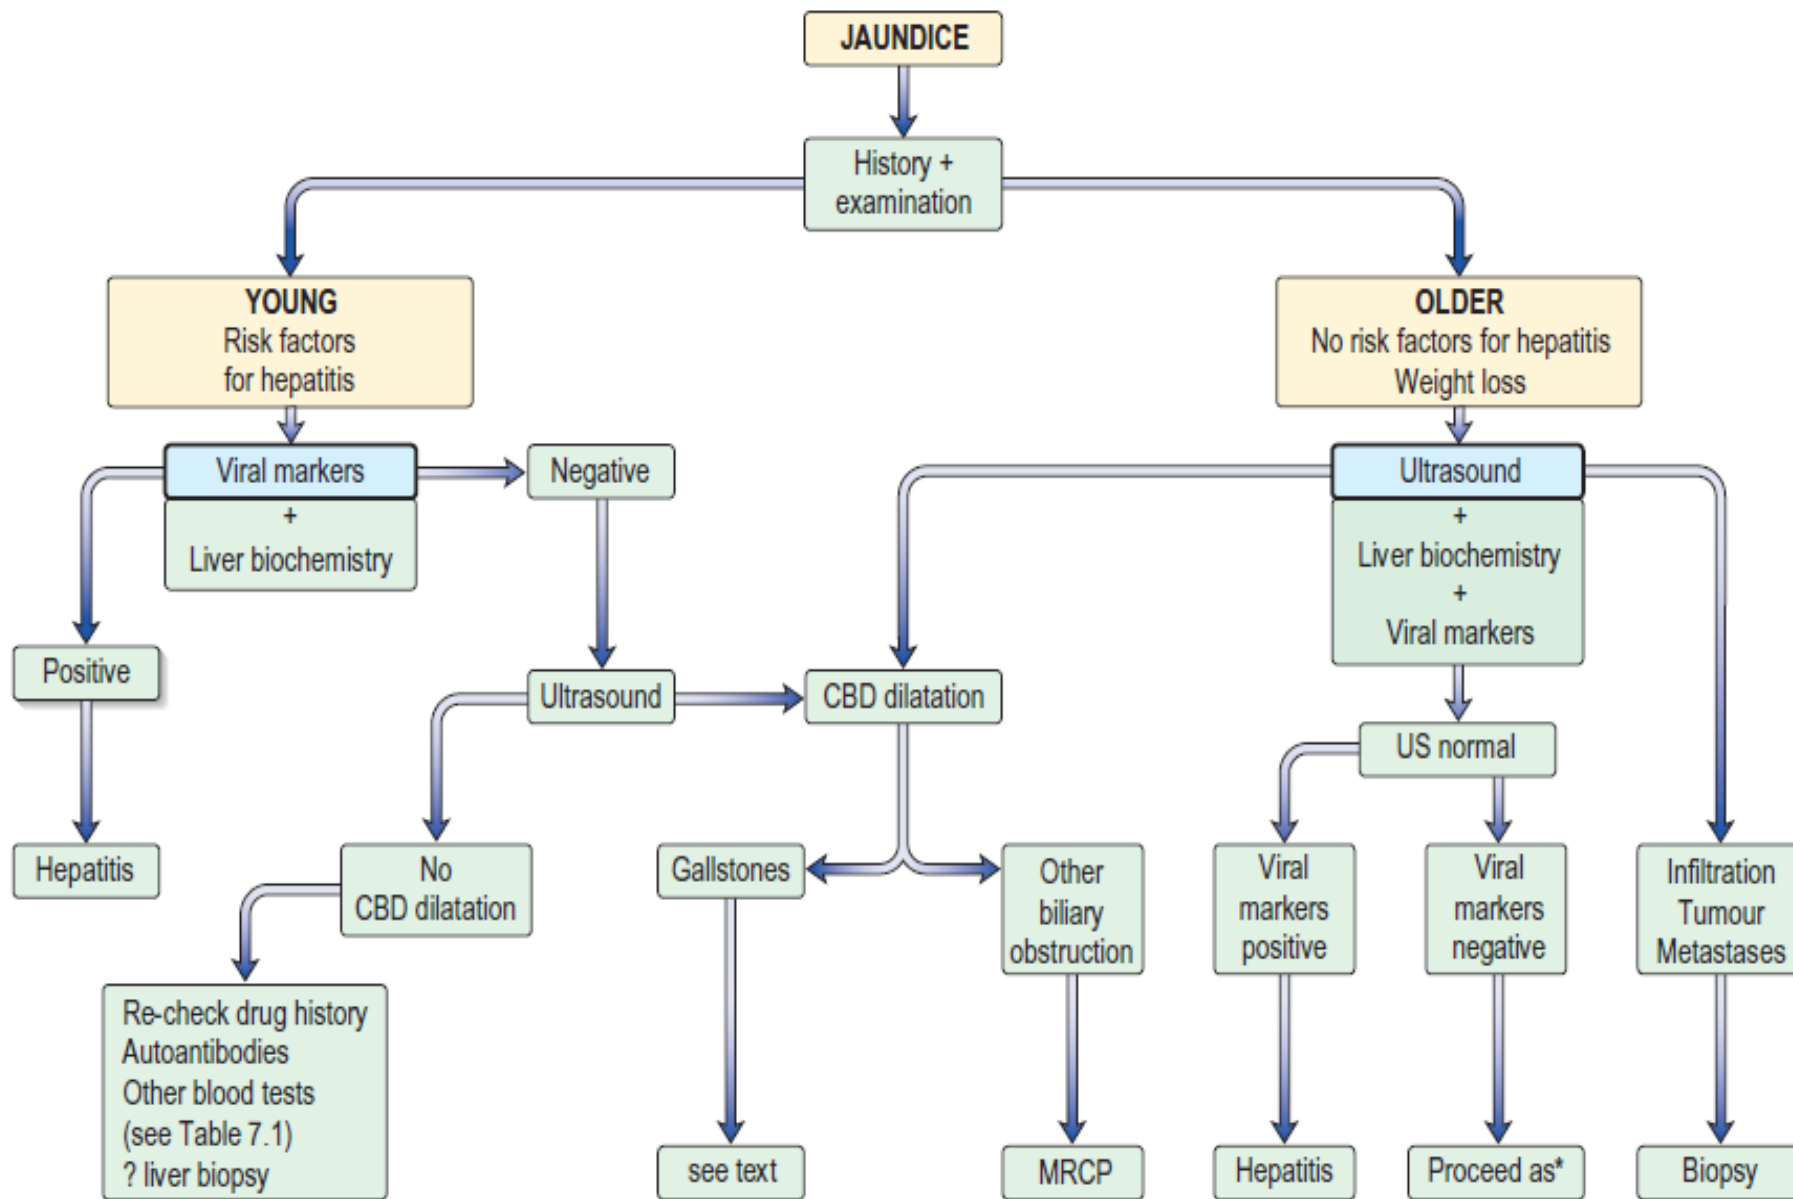 JAUNDICE
History +
examination
YOUNG
Risk factors
for hepatitis
OLDER
No risk factors for hepatitis
Weight loss
Viral markers
+
Liver biochemistry
Negative
Ultrasound
+
Liver biochemistry
+
Viral markers
Positive
Ultrasound
CBD dilatation
US normal
Hepatitis
No
CBD dilatation
Gallstones
Other
biliary
obstruction
Viral
markers
positive
Viral
markers
negative
Infiltration
Tumour
Metastases
Re-check drug history
Autoantibodies
Other blood tests
(see Table 7.1)
? liver biopsy
see text
MRCP
Hepatitis
Proceed as*
Biopsy